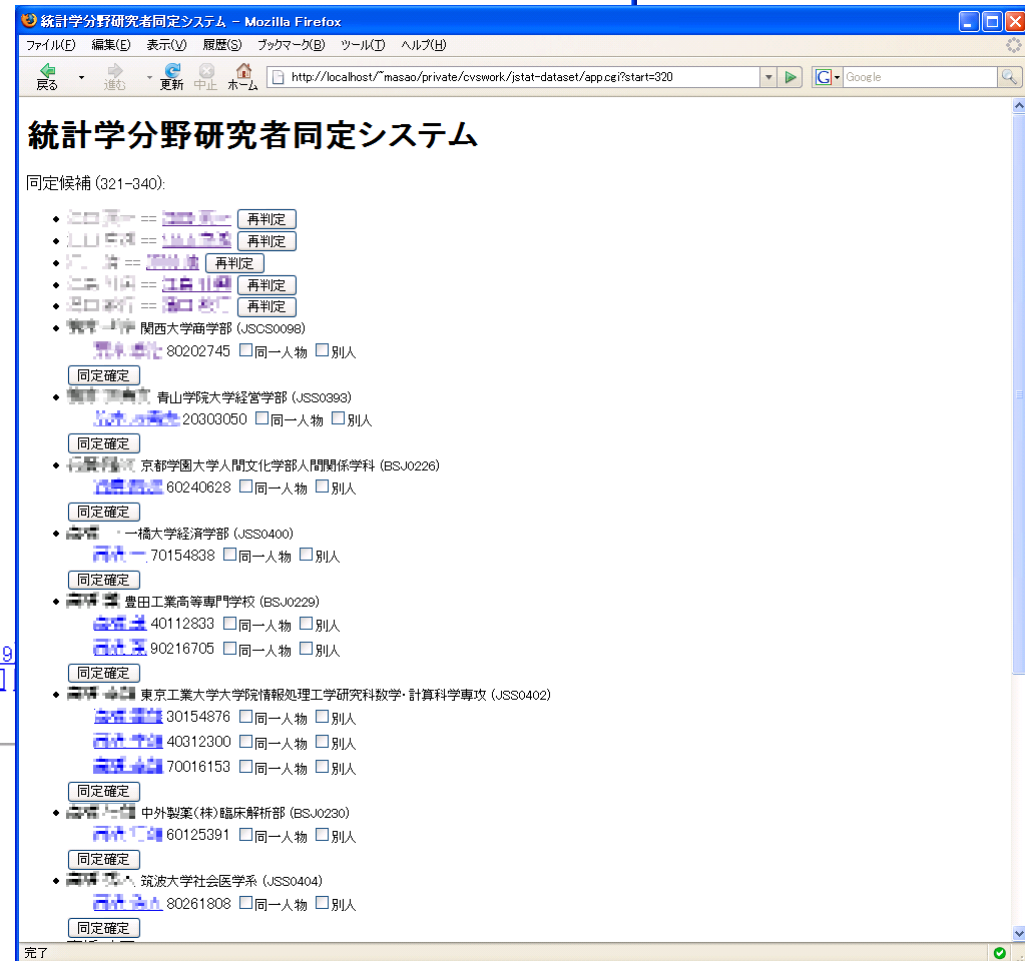 統計学分野研究者同定システム - Mozilla Firefox
ファイル(F) 編集(E) 表示(V) 履歴(S) ブックマーク(B) ツール(T) ヘルプ(H)
戻る 進む 更新 中止 ホーム http://localhost/~masao/private/cvswork/jstat-dataset/app.cgi?start=320 G Google
統計学分野研究者同定システム
同定候補 (321-340):
== 再判定
== 再判定
== 再判定
== 再判定
== 再判定
関西大学商学部 (JSCS0098)
80202745 同一人物 別人
同定確定
青山学院大学経営学部 (JSS0393)
20303050 同一人物 別人
同定確定
京都学園大学人間文化学部人間関係学科 (BSJ0226)
60240628 同一人物 別人
同定確定
一橋大学経済学部 (JSS0400)
70154838 同一人物 別人
同定確定
豊田工業高等専門学校 (BSJ0229)
40112833 同一人物 別人
9
90216705 同一人物 別人
同定確定
東京工業大学大学院情報処理工学研究科数学・計算科学専攻 (JSS0402)
30154876 同一人物 別人
40312300 同一人物 別人
70016153 同一人物 別人
同定確定
中外製薬(株)臨床解析部 (BSJ0230)
60125391 同一人物 別人
同定確定
筑波大学社会医学系 (JSS0404)
80261808 同一人物 別人
同定確定
完了